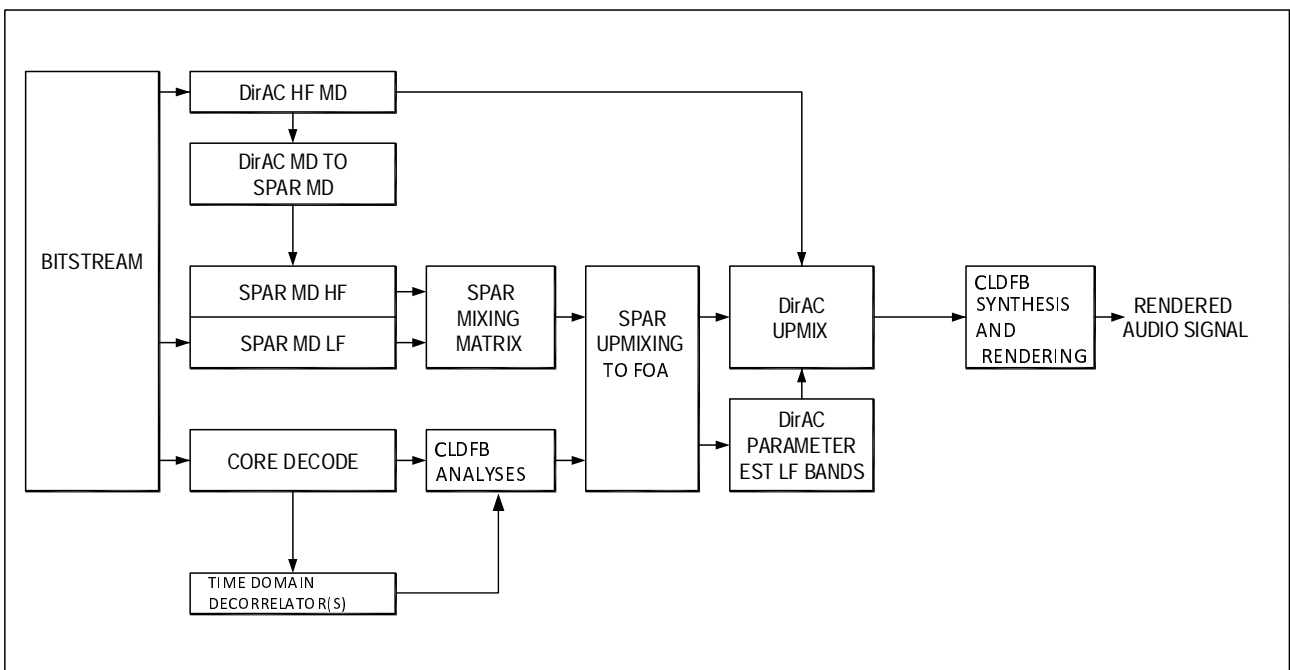 BITSTREAM
DirAC HF MD
DirAC MD TO
SPAR MD
SPAR MD HF
SPAR MD LF
CORE DECODE
TIME DOMAIN
DECORRELATOR(S)
SPAR
MIXING
MATRIX
CLDFB
ANALYSES
SPAR
UPMIXING
TO FOA
DirAC
UPMIX
DirAC
PARAMETER
EST LF BANDS
CLDFB
SYNTHESIS
AND
RENDERING
RENDERED
AUDIO SIGNAL